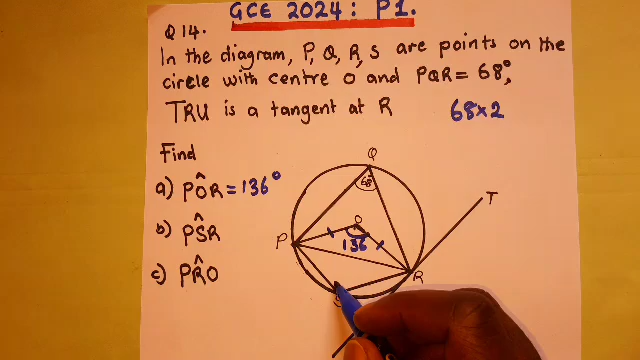 GCE 2024: P1.
Q14.
In the diagram, P, Q, R, S are points on the
circle with centre O and PQR = 68°,
TRU is a tangent at R
68×2
Find
a) PÔR = 136°
b) PŜR
c) PR̂O
Q
68
T
O
136
P
R